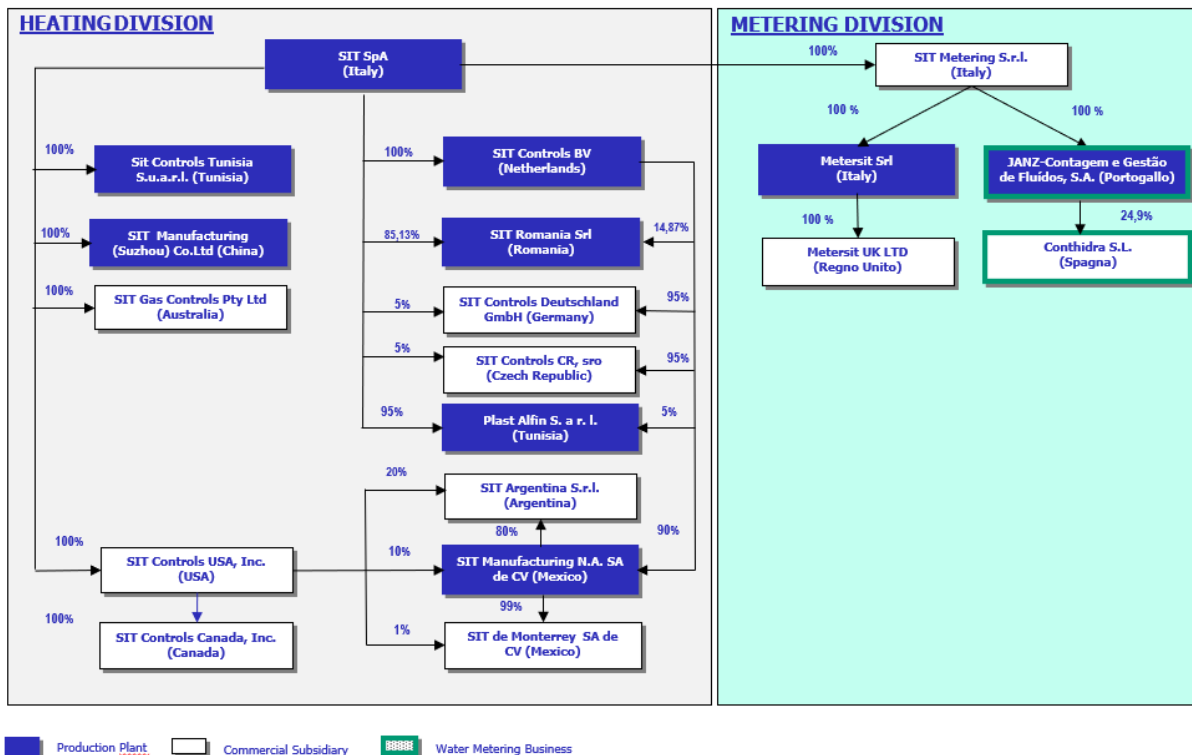 HEATING DIVISION
METERING DIVISION
SIT SpA
(Italy)
100%
SIT Metering S.r.l.
(Italy)
100 %
100 %
100%
Sit Controls Tunisia
S.u.a.r.l. (Tunisia)
100%
SIT Controls BV
(Netherlands)
Metersit Srl
(Italy)
JANZ-Contagem e Gestão
de Fluídos, S.A. (Portogallo)
100%
SIT Manufacturing
(Suzhou) Co.Ltd (China)
85,13%
SIT Romania Srl
(Romania)
14,87%
100 %
24,9%
Metersit UK LTD
(Regno Unito)
Conthidra S.L.
(Spagna)
100%
SIT Gas Controls Pty Ltd
(Australia)
5%
SIT Controls Deutschland
GmbH (Germany)
95%
5%
SIT Controls CR, sro
(Czech Republic)
95%
95%
Plast Alfin S. a r. l.
(Tunisia)
5%
20%
SIT Argentina S.r.l.
(Argentina)
80%
90%
100%
SIT Controls USA, Inc.
(USA)
10%
SIT Manufacturing N.A. SA
de CV (Mexico)
99%
100%
SIT Controls Canada, Inc.
(Canada)
1%
SIT de Monterrey SA de
CV (Mexico)
Production Plant
Commercial Subsidiary
Water Metering Business